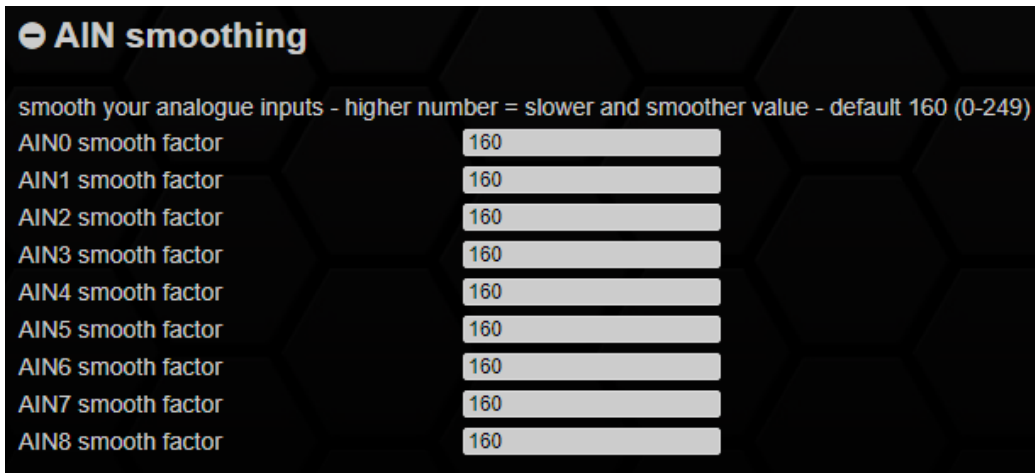 AIN smoothing
smooth your analogue inputs - higher number = slower and smoother value - default 160 (0-249)
AIN0 smooth factor 160
AIN1 smooth factor 160
AIN2 smooth factor 160
AIN3 smooth factor 160
AIN4 smooth factor 160
AIN5 smooth factor 160
AIN6 smooth factor 160
AIN7 smooth factor 160
AIN8 smooth factor 160